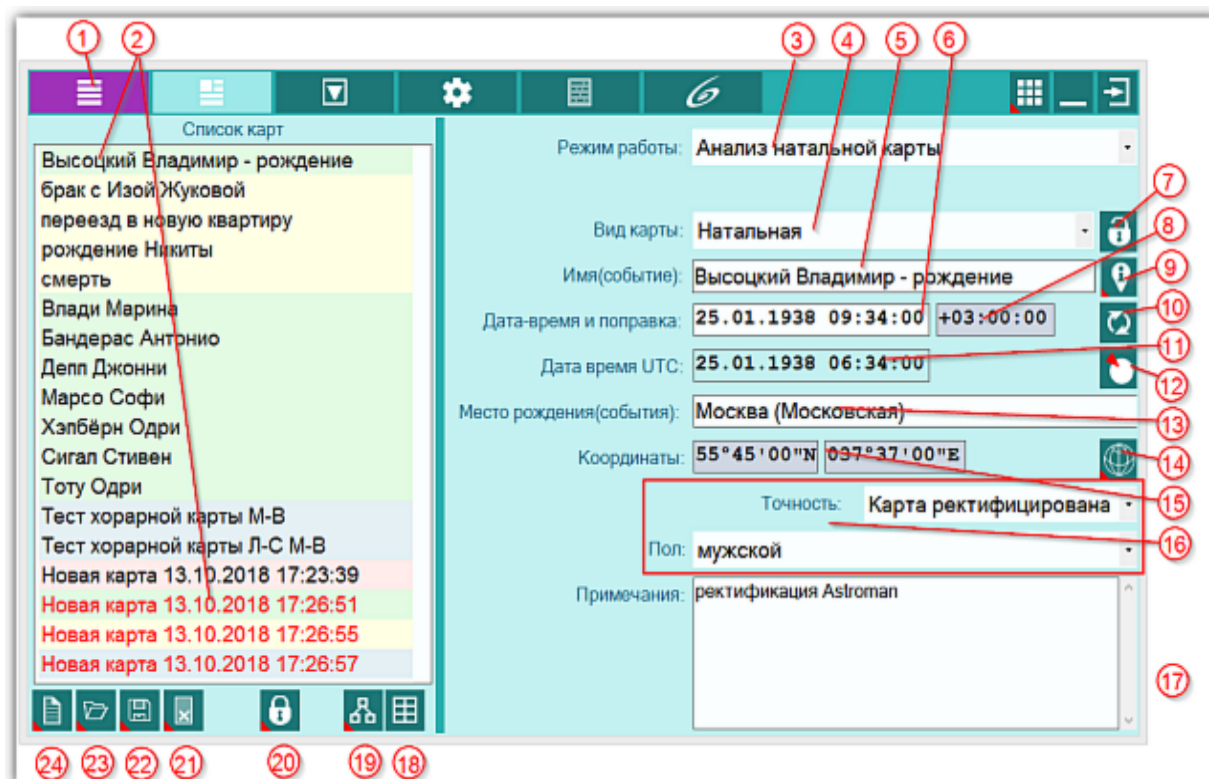 1 2 3 4 5 6
Список карт
Высоцкий Владимир - рождение
брак с Изой Жуковой
переезд в новую квартиру
рождение Никиты
смерть
Влади Марина
Бандерас Антонио
Депп Джонни
Марсо Софи
Хэпбёрн Одри
Сигал Стивен
Тоту Одри
Тест хорарной карты М-В
Тест хорарной карты Л-С М-В
Новая карта 13.10.2018 17:23:39
Новая карта 13.10.2018 17:26:51
Новая карта 13.10.2018 17:26:55
Новая карта 13.10.2018 17:26:57
Режим работы: Анализ натальной карты
7
Вид карты: Натальная
8
Имя(событие): Высоцкий Владимир - рождение
9
Дата-время и поправка: 25.01.1938 09:34:00 +03:00:00
10
11
Дата время UTC: 25.01.1938 06:34:00
12
Место рождения(события): Москва (Московская)
13
Координаты: 55°45'00"N 037°37'00"E
14
15
Точность: Карта ректифицирована
16
Пол: мужской
Примечания: ректификация Astroman
17
24 23 22 21 20 19 18